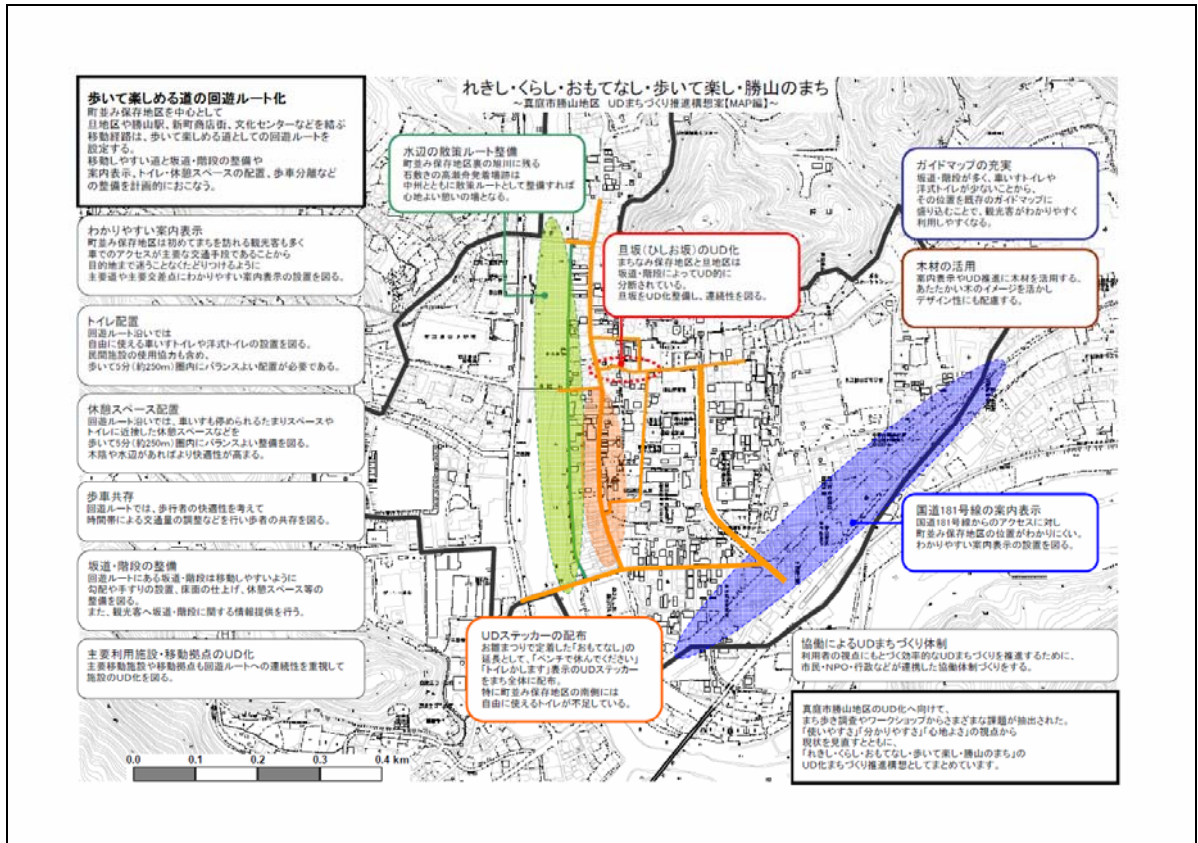 れきし・くらし・おもてなし・歩いて楽し・勝山のまち
～真庭市勝山地区 UDまちづくり推進構想案【MAP編】～
歩いて楽しめる道の回遊ルート化
町並み保存地区を中心として
旦地区や勝山駅、新町商店街、文化センターなどを結ぶ
移動経路は、歩いて楽しめる道としての回遊ルートを
設定する。
移動しやすい道と坂道・階段の整備や
案内表示、トイレ・休憩スペースの配置、歩車分離など
の整備を計画的におこなう。
わかりやすい案内表示
町並み保存地区は初めてまちを訪れる観光客も多く
車でのアクセスが主要な交通手段であることから
目的地まで迷うことなくたどりつけるように
主要道や主要交差点にわかりやすい案内表示の設置を図る。
トイレ配置
回遊ルート沿いでは
自由に使える車いすトイレや洋式トイレの設置を図る。
民間施設の使用協力も含め、
歩いて5分(約250m)圏内にバランスよい配置が必要である。
休憩スペース配置
回遊ルート沿いでは、車いすも停められるたまりスペースや
トイレに近接した休憩スペースなどを
歩いて5分(約250m)圏内にバランスよい整備を図る。
木陰や水辺があればより快適性が高まる。
歩車共存
回遊ルートでは、歩行者の快適性を考えて
時間帯による交通量の調整などを行い歩者の共存を図る。
坂道・階段の整備
回遊ルートにある坂道・階段は移動しやすいように
勾配や手すりの設置、床面の仕上げ、休憩スペース等の
整備を図る。
また、観光客へ坂道・階段に関する情報提供を行う。
主要利用施設・移動拠点のUD化
主要移動施設や移動拠点も回遊ルートへの連続性を重視して
施設のUD化を図る。
水辺の散策ルート整備
町並み保存地区裏の旭川に残る
石敷きの高瀬舟発着場跡は
中州とともに散策ルートとして整備すれば
心地よい憩いの場となる。
旦坂(ひしお坂)のUD化
まちなみ保存地区と旦地区は
坂道・階段によってUD的に
分断されている。
旦坂をUD化整備し、連続性を図る。
ガイドマップの充実
坂道・階段が多く、車いすトイレや
洋式トイレが少ないことから、
その位置を既存のガイドマップに
盛り込むことで、観光客がわかりやすく
利用しやすくなる。
木材の活用
案内表示やUD推進に木材を活用する。
あたたかい木のイメージを活かし
デザイン性にも配慮する。
国道181号線の案内表示
国道181号線からのアクセスに対し
町並み保存地区の位置がわかりにくい。
わかりやすい案内表示の設置を図る。
UDステッカーの配布
お雛まつりで定着した「おもてなし」の
延長として、「ベンチで休んでください」
「トイレかします」表示のUDステッカー
をまち全体に配布。
特に町並み保存地区の南側には
自由に使えるトイレが不足している。
協働によるUDまちづくり体制
利用者の視点にもとづく効率的なUDまちづくりを推進するために、
市民・NPO・行政などが連携した協働体制づくりをする。
真庭市勝山地区のUD化へ向けて、
まち歩き調査やワークショップからさまざまな課題が抽出された。
「使いやすさ」「分かりやすさ」「心地よさ」の視点から
現状を見直すとともに、
「れきし・くらし・おもてなし・歩いて楽し・勝山のまち」の
UD化まちづくり推進構想としてまとめています。
0.0 0.1 0.2 0.3 0.4 km